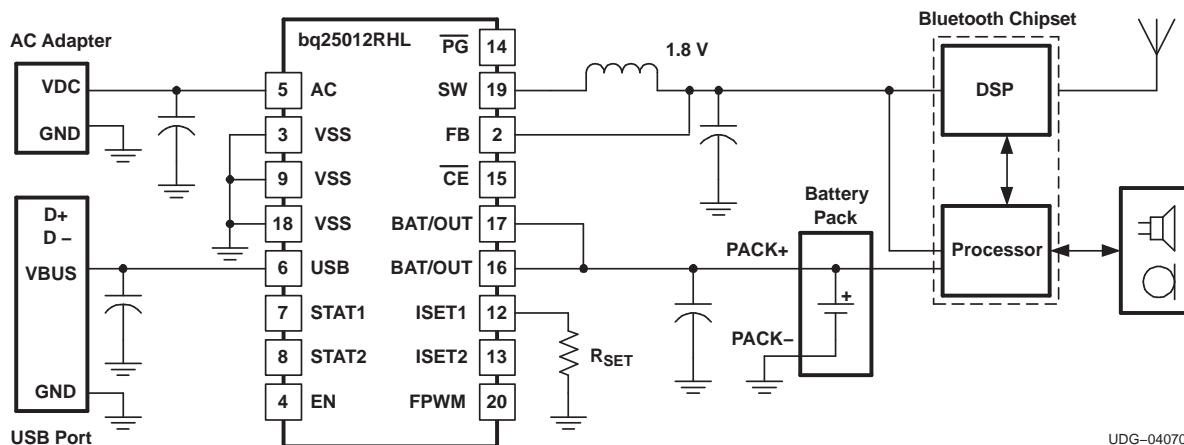 Bluetooth Chipset
AC Adapter
bq25012RHL
PG 14
1.8 V
VDC
5 AC
SW 19
DSP
GND
3 VSS
FB 2
9 VSS
CE 15
Battery
Pack
D+
D –
18 VSS
BAT/OUT 17
Processor
VBUS
6 USB
BAT/OUT 16
PACK+
7 STAT1
ISET1 12
+
PACK–
8 STAT2
ISET2 13
RSET
GND
4 EN
FPWM 20
USB Port
UDG–04070